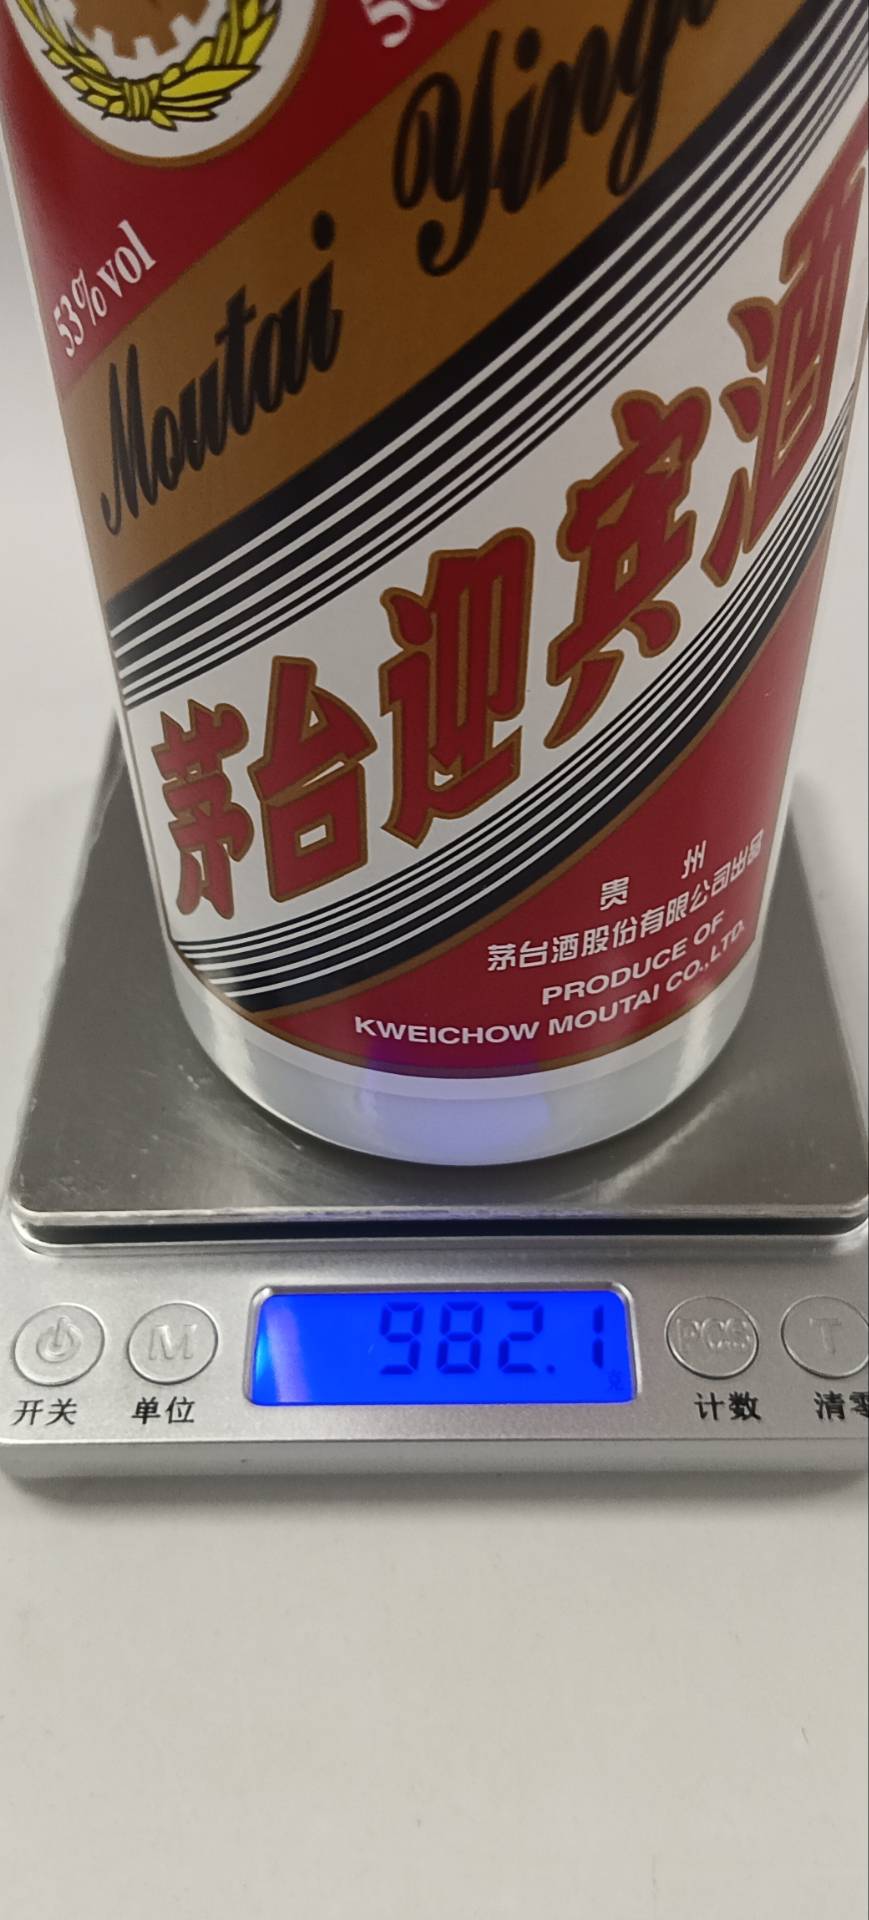 53%vol
Moutai
茅台迎宾酒
贵 州
茅台酒股份有限公司出品
PRODUCE OF
KWEICHOW MOUTAI CO.,LTD.
982.1
克
M
PCS
T
开关
单位
计数